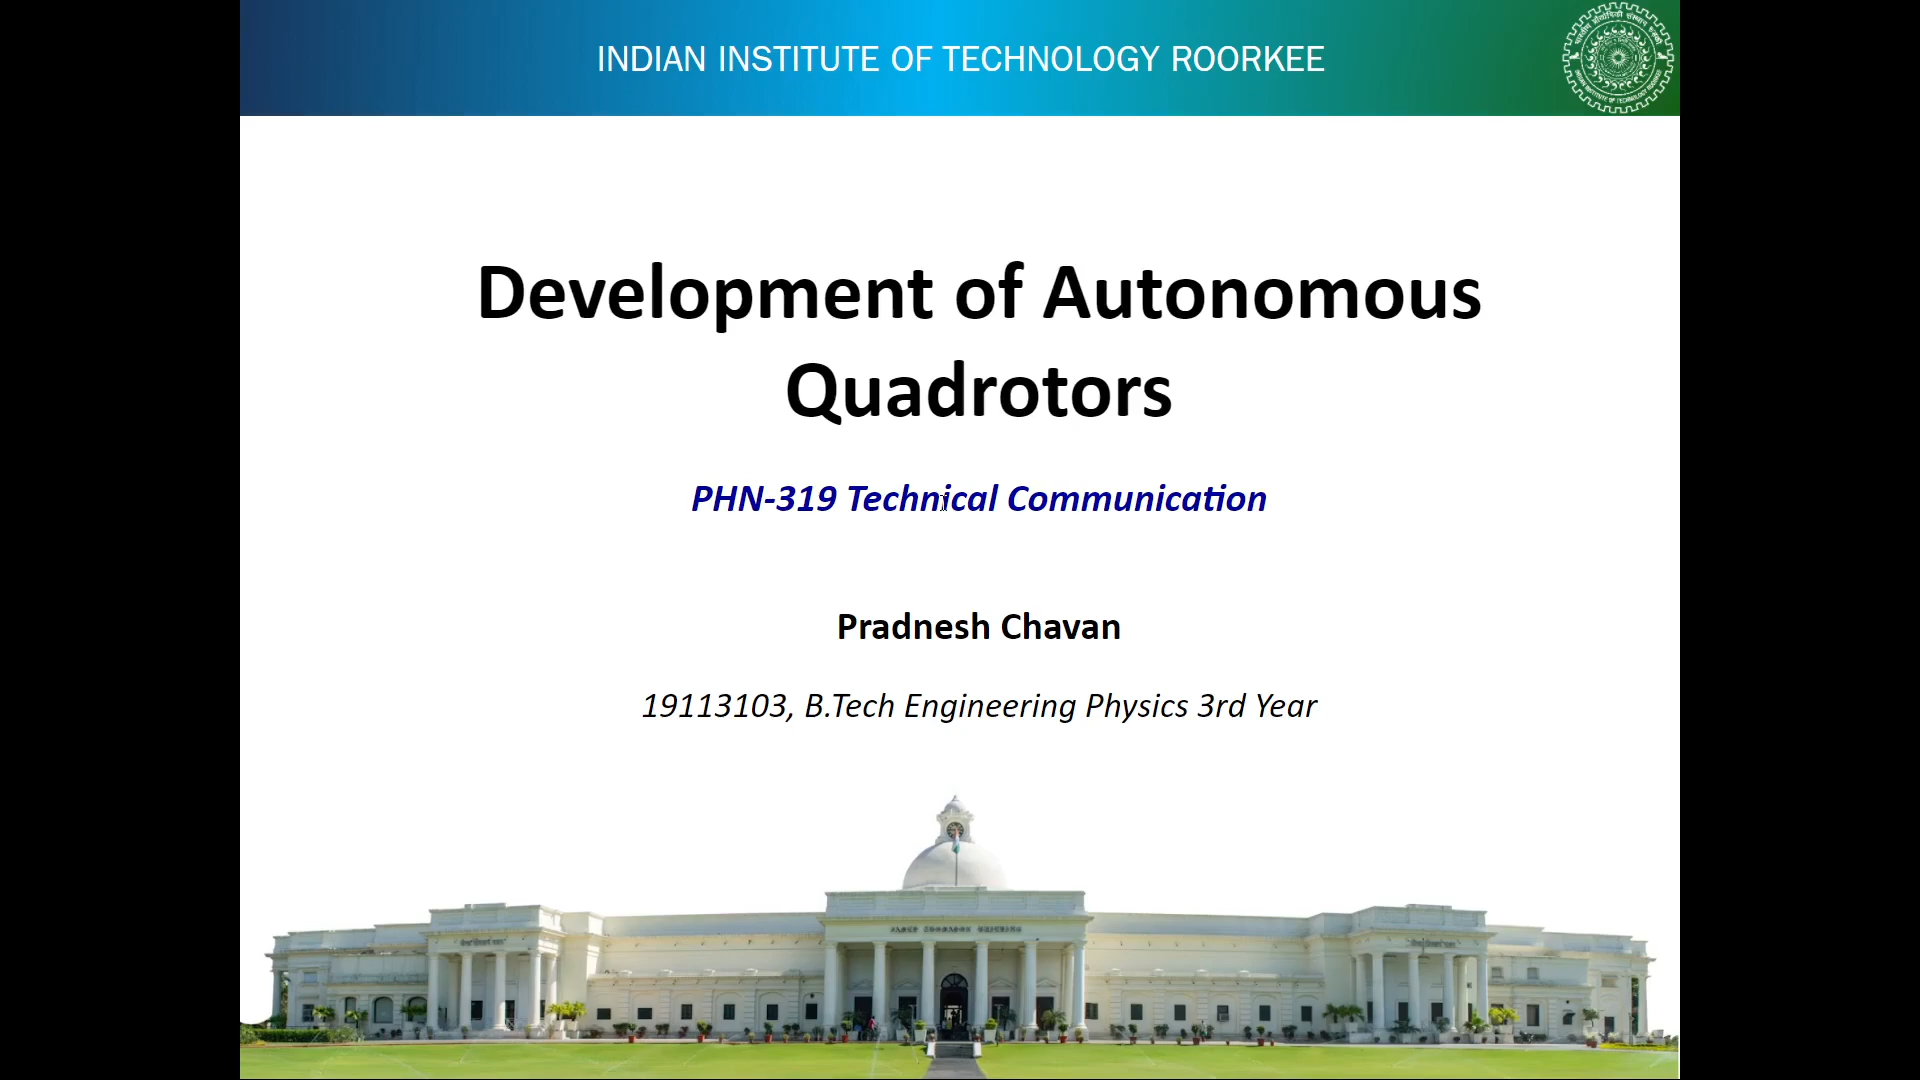 INDIAN INSTITUTE OF TECHNOLOGY ROORKEE
Development of Autonomous
Quadrotors
PHN-319 Technical Communication
Pradnesh Chavan
19113103, B.Tech Engineering Physics 3rd Year